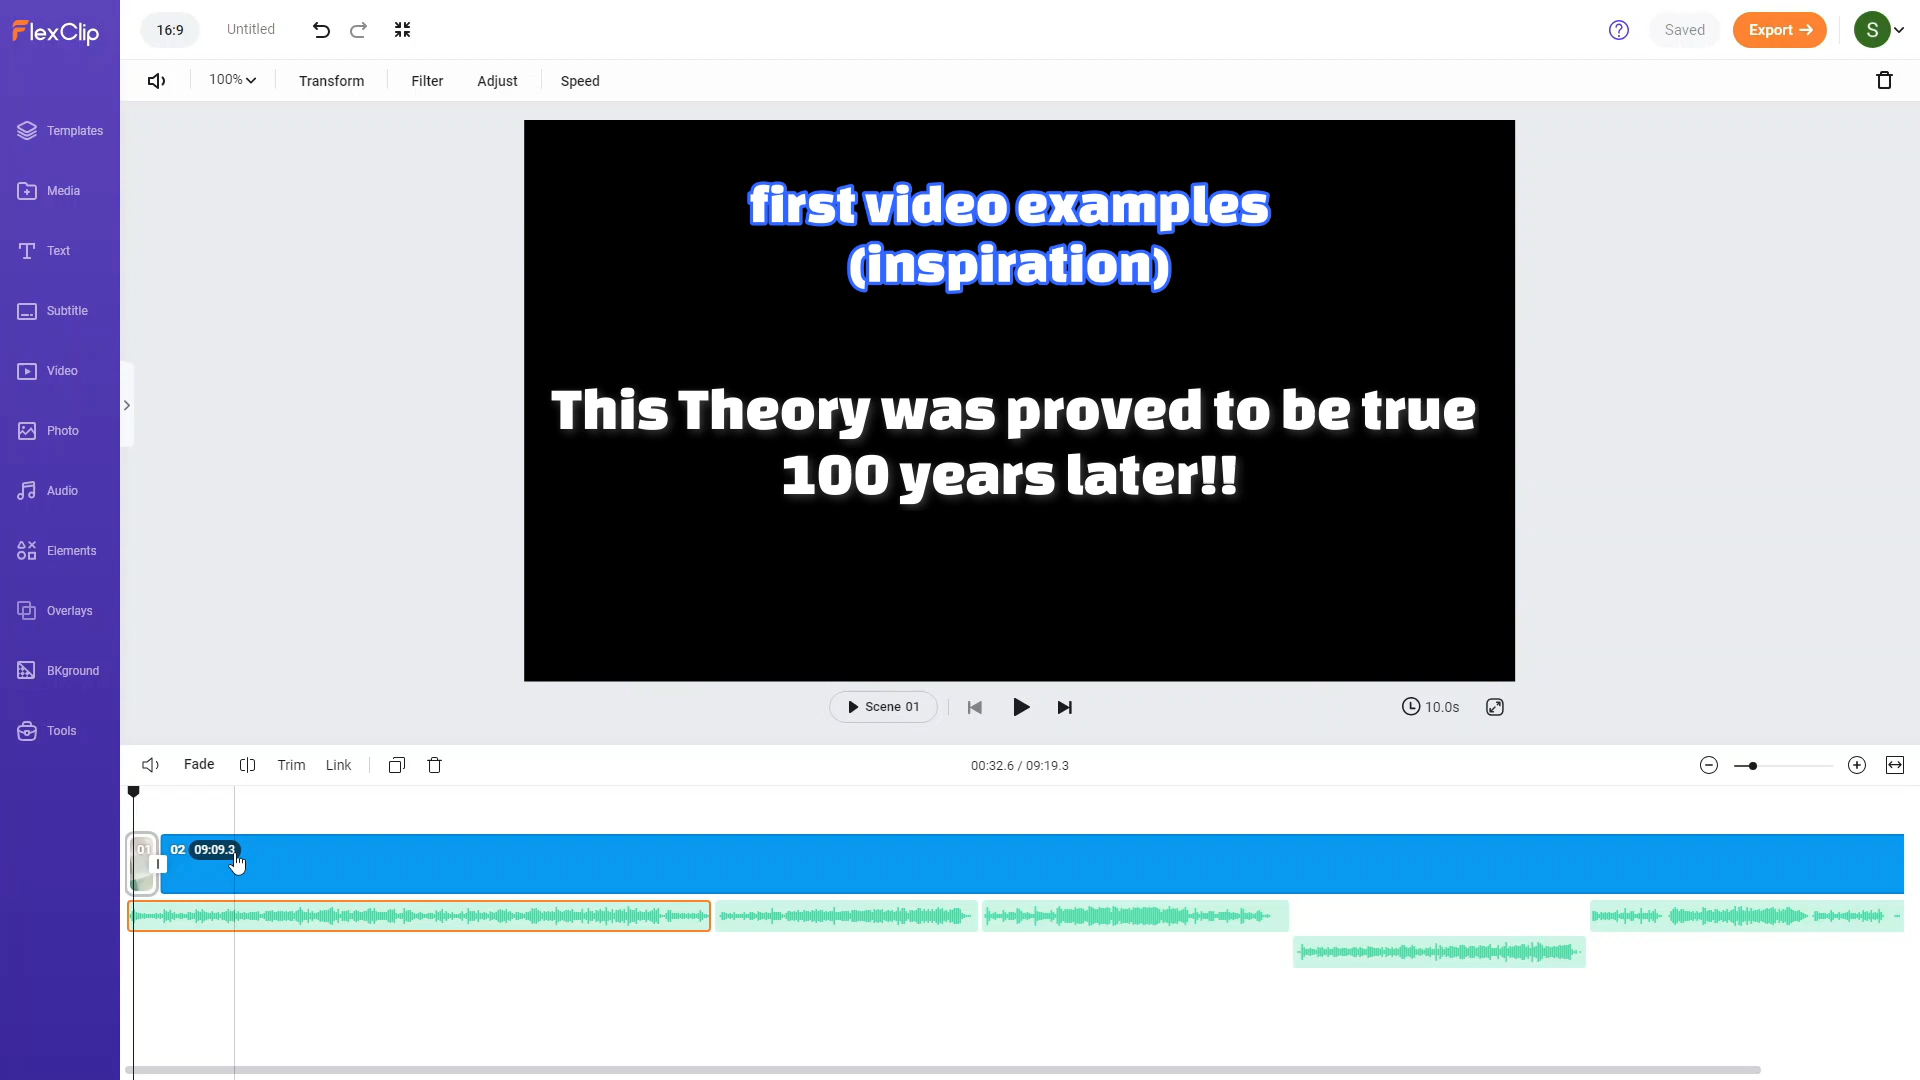 FlexClip
16:9
Untitled
Saved
Export
S
100%
Transform
Filter
Adjust
Speed
Templates
Media
Text
Subtitle
Video
Photo
Audio
Elements
Overlays
BKground
Tools
first video examples
(inspiration)
This Theory was proved to be true
100 years later!!
Scene 01
10.0s
Fade
Trim
Link
00:32.6 / 09:19.3
01
02 09:09.3